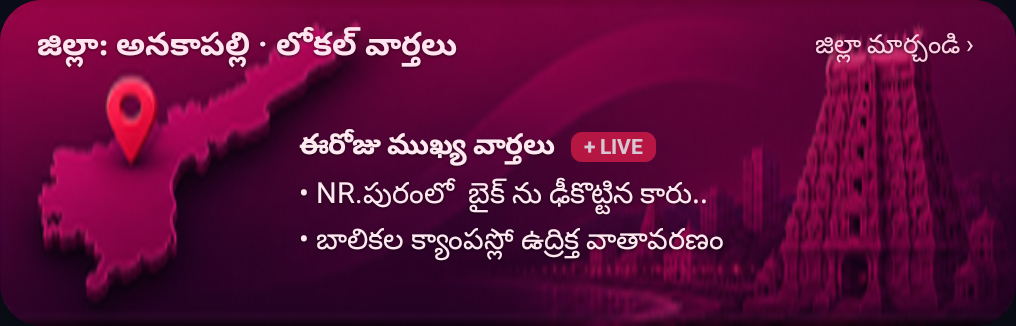 జిల్లా: అనకాపల్లి · లోకల్ వార్తలు
జిల్లా మార్చండి ›
ఈరోజు ముఖ్య వార్తలు + LIVE
• NR.పురంలో బైక్ ను ఢీకొట్టిన కారు..
• బాలికల క్యాంపస్లో ఉద్రిక్త వాతావరణం